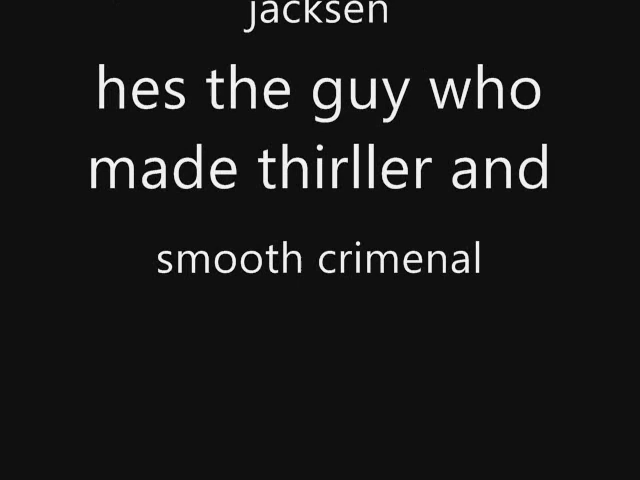 jacksen
hes the guy who
made thirller and
smooth crimenal